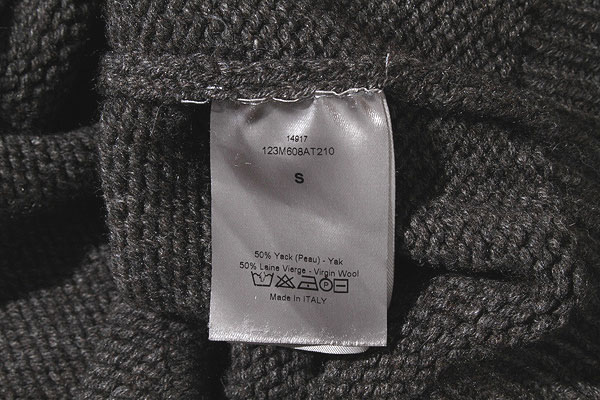 14917
123M608AT210
S
50% Yack (Peau) - Yak
50% Laine Vierge - Virgin Wool
P
Made In ITALY